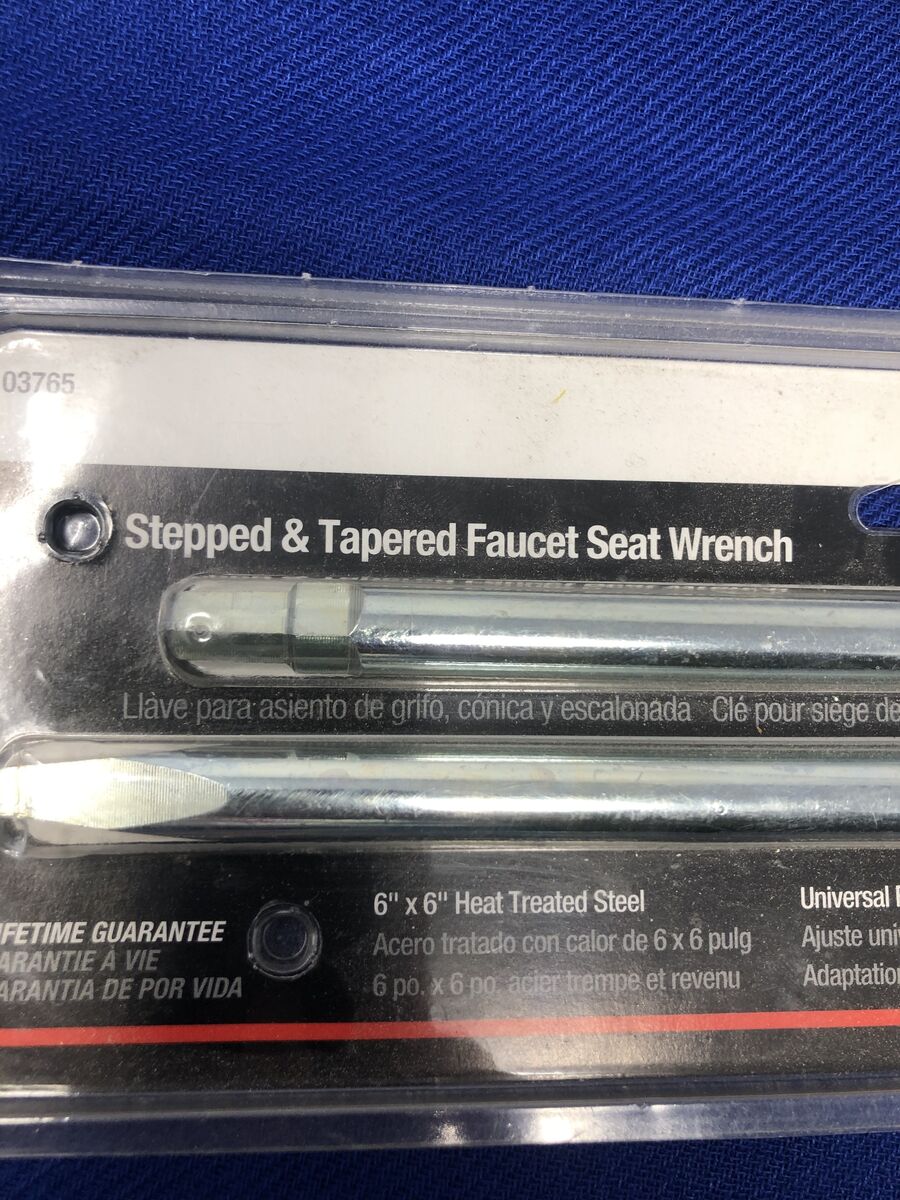 03765
Stepped & Tapered Faucet Seat Wrench
Llave para asiento de grifo, cónica y escalonada Clé pour siège de
6" x 6" Heat Treated Steel
Universal
IFETIME GUARANTEE
Acero tratado con calor de 6 x 6 pulg
Ajuste univ
ARANTIE À VIE
6 po. x 6 po. acier trempe et revenu
Adaptation
ARANTIA DE POR VIDA